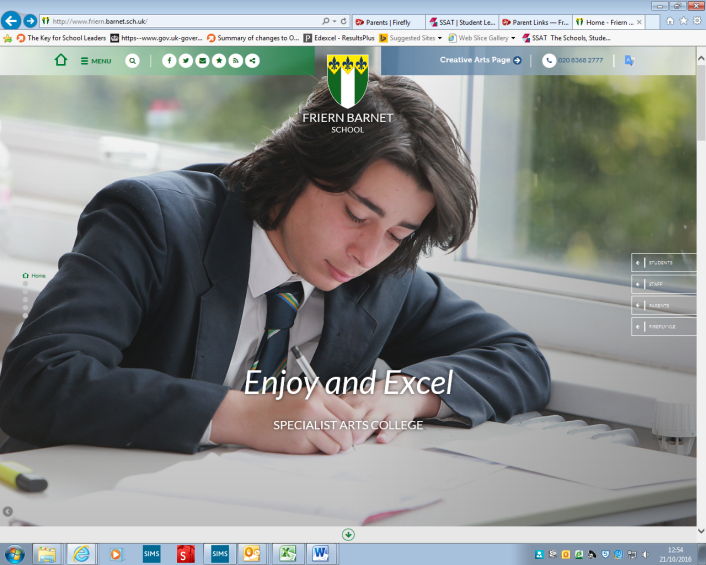 http://www.friern.barnet.sch.uk/
Parents | Firefly
SSAT | Student Le...
Parent Links — Fr...
Home - Friern ...
The Key for School Leaders
https--www.gov.uk-gover...
Summary of changes to O...
Edexcel - ResultsPlus
Suggested Sites
Web Slice Gallery
SSAT The Schools, Stude...
MENU
Creative Arts Page
020 8368 2777
FRIERN BARNET
SCHOOL
STUDENTS
STAFF
PARENTS
FIREFLY VLE
Home
Enjoy and Excel
SPECIALIST ARTS COLLEGE
SIMS
SIMS
12:54
21/10/2016